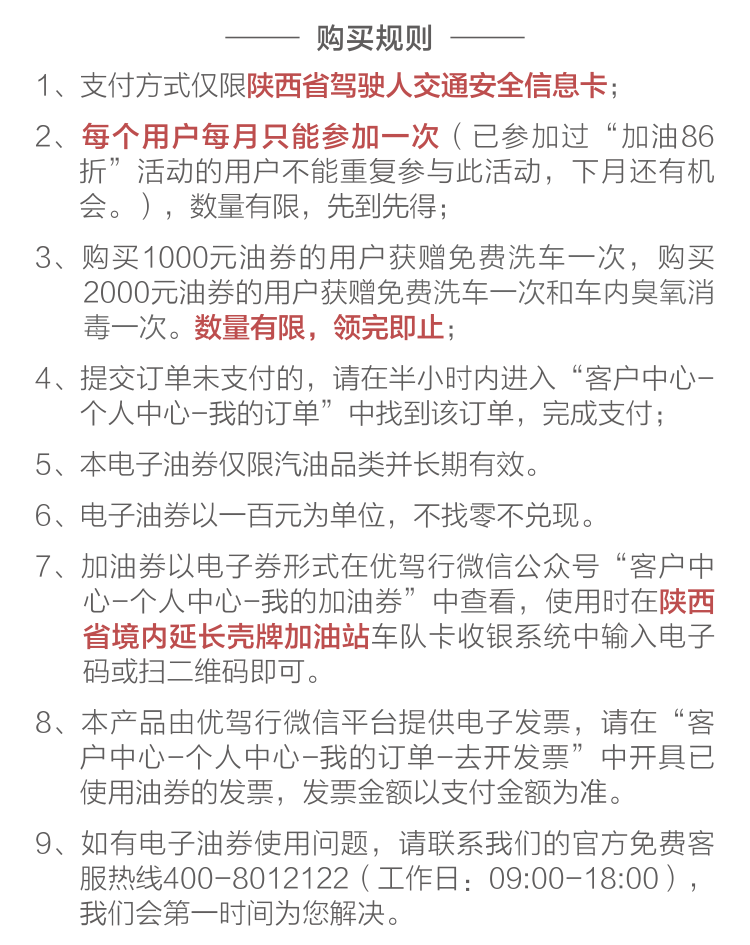 购买规则
1、支付方式仅限陕西省驾驶人交通安全信息卡；
2、每个用户每月只能参加一次（已参加过“加油86
折”活动的用户不能重复参与此活动，下月还有机
会。），数量有限，先到先得；
3、购买1000元油券的用户获赠免费洗车一次，购买
2000元油券的用户获赠免费洗车一次和车内臭氧消
毒一次。数量有限，领完即止；
4、提交订单未支付的，请在半小时内进入“客户中心-
个人中心-我的订单”中找到该订单，完成支付；
5、本电子油券仅限汽油品类并长期有效。
6、电子油券以一百元为单位，不找零不兑现。
7、加油券以电子券形式在优驾行微信公众号“客户中
心-个人中心-我的加油券”中查看，使用时在陕西
省境内延长壳牌加油站车队卡收银系统中输入电子
码或扫二维码即可。
8、本产品由优驾行微信平台提供电子发票，请在“客
户中心-个人中心-我的订单-去开发票”中开具已
使用油券的发票，发票金额以支付金额为准。
9、如有电子油券使用问题，请联系我们的官方免费客
服热线400-8012122（工作日：09:00-18:00），
我们会第一时间为您解决。